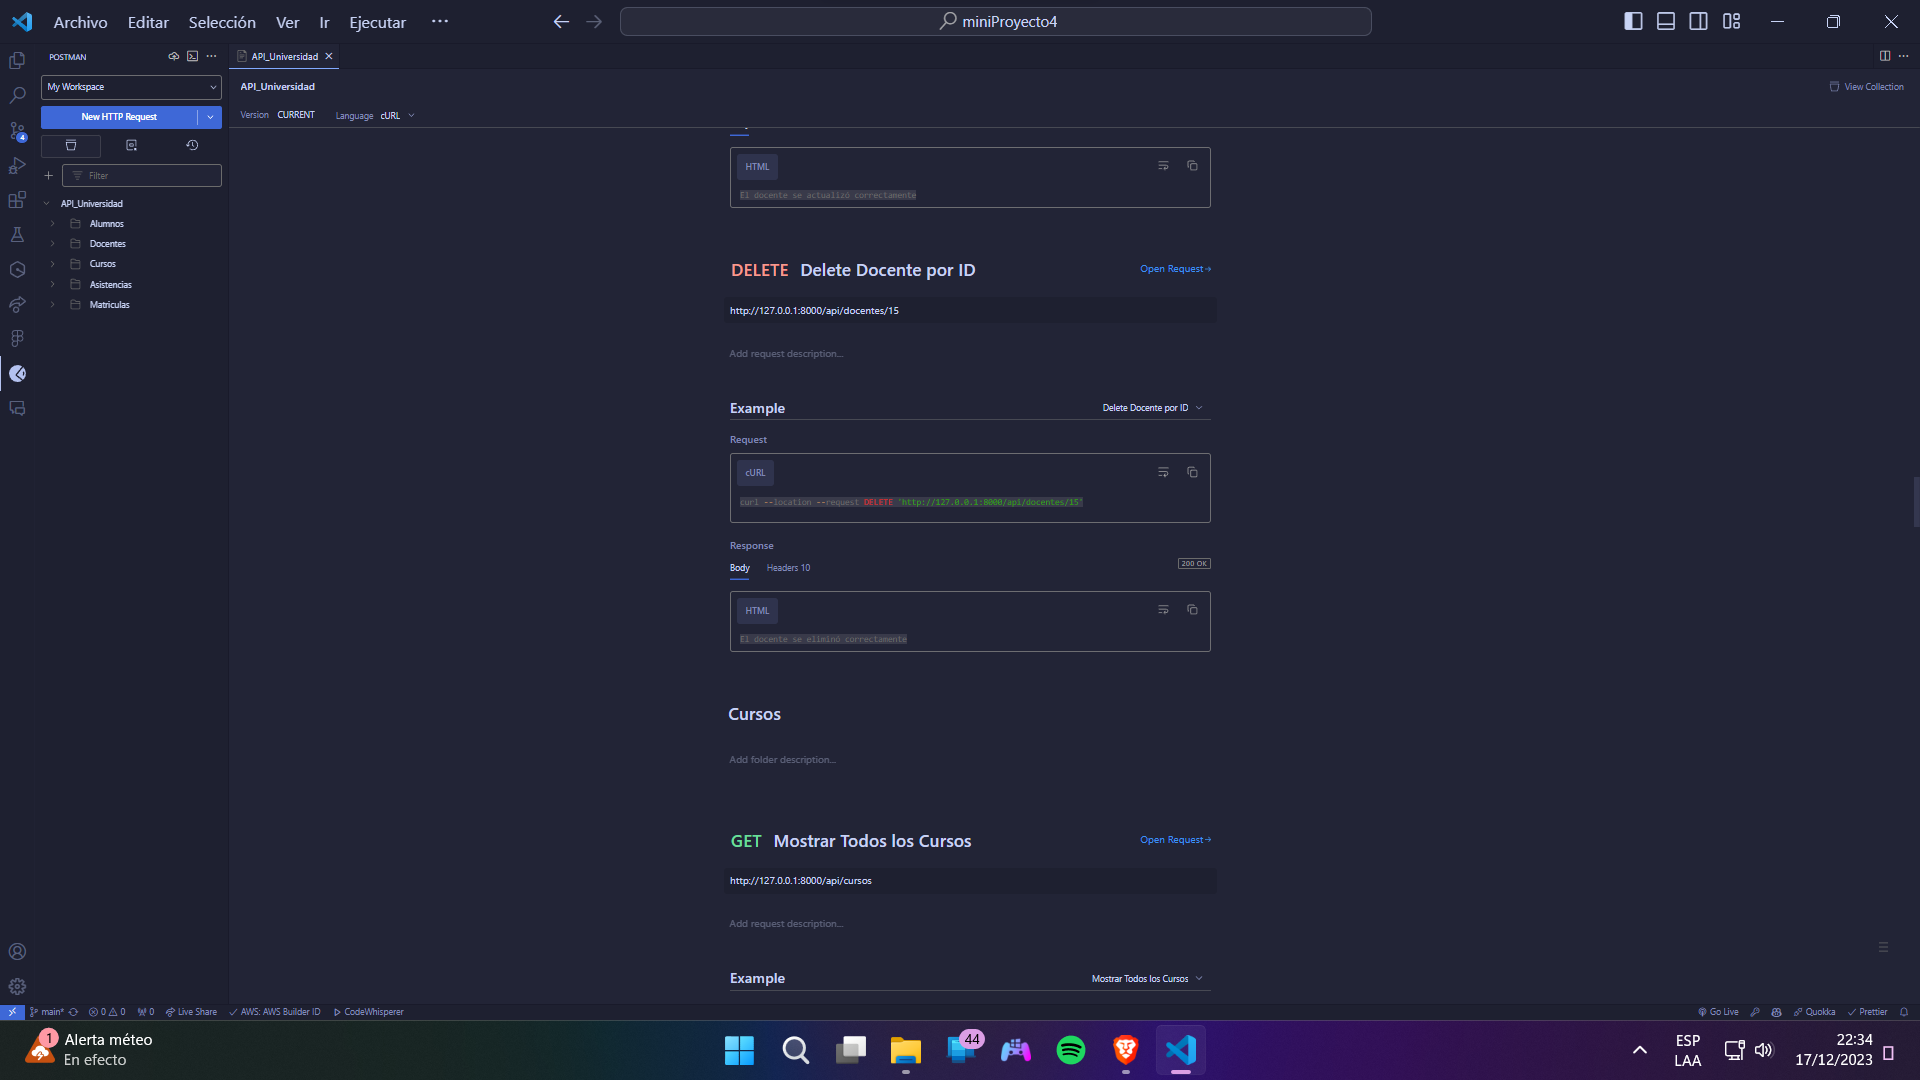 Archivo Editar Selección Ver Ir Ejecutar ···
miniProyecto4
POSTMAN
My Workspace
New HTTP Request
4
Filter
API_Universidad
Alumnos
Docentes
Cursos
Asistencias
Matriculas
API_Universidad
API_Universidad
View Collection
Version CURRENT Language cURL
HTML
El docente se actualizó correctamente
DELETE Delete Docente por ID
Open Request→
http://127.0.0.1:8000/api/docentes/15
Add request description...
Example
Delete Docente por ID
Request
cURL
curl --location --request DELETE 'http://127.0.0.1:8000/api/docentes/15'
Response
Body Headers 10
200 OK
HTML
El docente se eliminó correctamente
Cursos
Add folder description...
GET Mostrar Todos los Cursos
Open Request→
http://127.0.0.1:8000/api/cursos
Add request description...
Example
Mostrar Todos los Cursos
main* 0 0 0 Live Share AWS: AWS Builder ID CodeWhisperer
Go Live Quokka Prettier
1
Alerta méteo
En efecto
44
ESP
LAA
22:34
17/12/2023